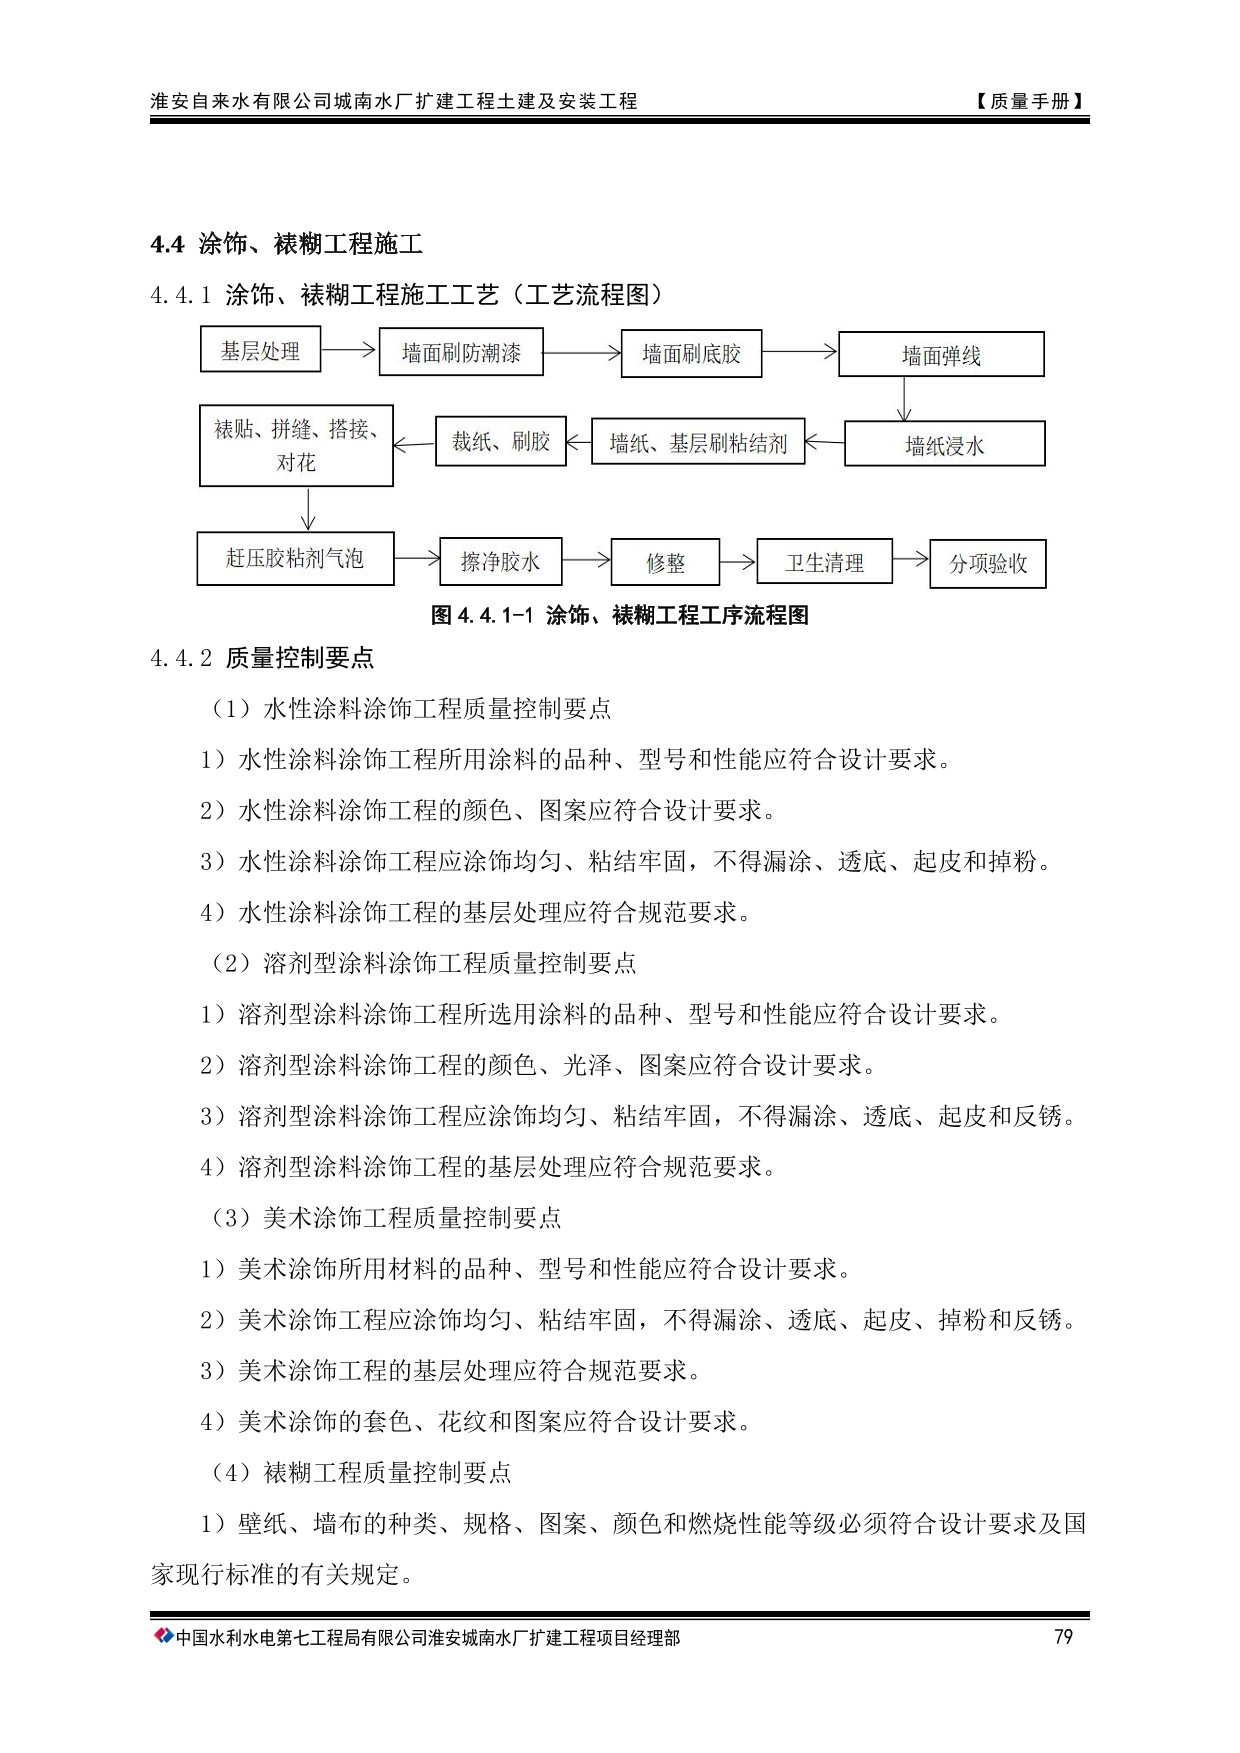 淮安自来水有限公司城南水厂扩建工程土建及安装工程 【质量手册】
4.4 涂饰、裱糊工程施工
4.4.1 涂饰、裱糊工程施工工艺（工艺流程图）
基层处理 墙面刷防潮漆 墙面刷底胶 墙面弹线
裱贴、拼缝、搭接、
对花
裁纸、刷胶 墙纸、基层刷粘结剂 墙纸浸水
赶压胶粘剂气泡 擦净胶水 修整 卫生清理 分项验收
图 4.4.1-1 涂饰、裱糊工程工序流程图
4.4.2 质量控制要点
（1）水性涂料涂饰工程质量控制要点
1）水性涂料涂饰工程所用涂料的品种、型号和性能应符合设计要求。
2）水性涂料涂饰工程的颜色、图案应符合设计要求。
3）水性涂料涂饰工程应涂饰均匀、粘结牢固，不得漏涂、透底、起皮和掉粉。
4）水性涂料涂饰工程的基层处理应符合规范要求。
（2）溶剂型涂料涂饰工程质量控制要点
1）溶剂型涂料涂饰工程所选用涂料的品种、型号和性能应符合设计要求。
2）溶剂型涂料涂饰工程的颜色、光泽、图案应符合设计要求。
3）溶剂型涂料涂饰工程应涂饰均匀、粘结牢固，不得漏涂、透底、起皮和反锈。
4）溶剂型涂料涂饰工程的基层处理应符合规范要求。
（3）美术涂饰工程质量控制要点
1）美术涂饰所用材料的品种、型号和性能应符合设计要求。
2）美术涂饰工程应涂饰均匀、粘结牢固，不得漏涂、透底、起皮、掉粉和反锈。
3）美术涂饰工程的基层处理应符合规范要求。
4）美术涂饰的套色、花纹和图案应符合设计要求。
（4）裱糊工程质量控制要点
1）壁纸、墙布的种类、规格、图案、颜色和燃烧性能等级必须符合设计要求及国
家现行标准的有关规定。
中国水利水电第七工程局有限公司淮安城南水厂扩建工程项目经理部 79